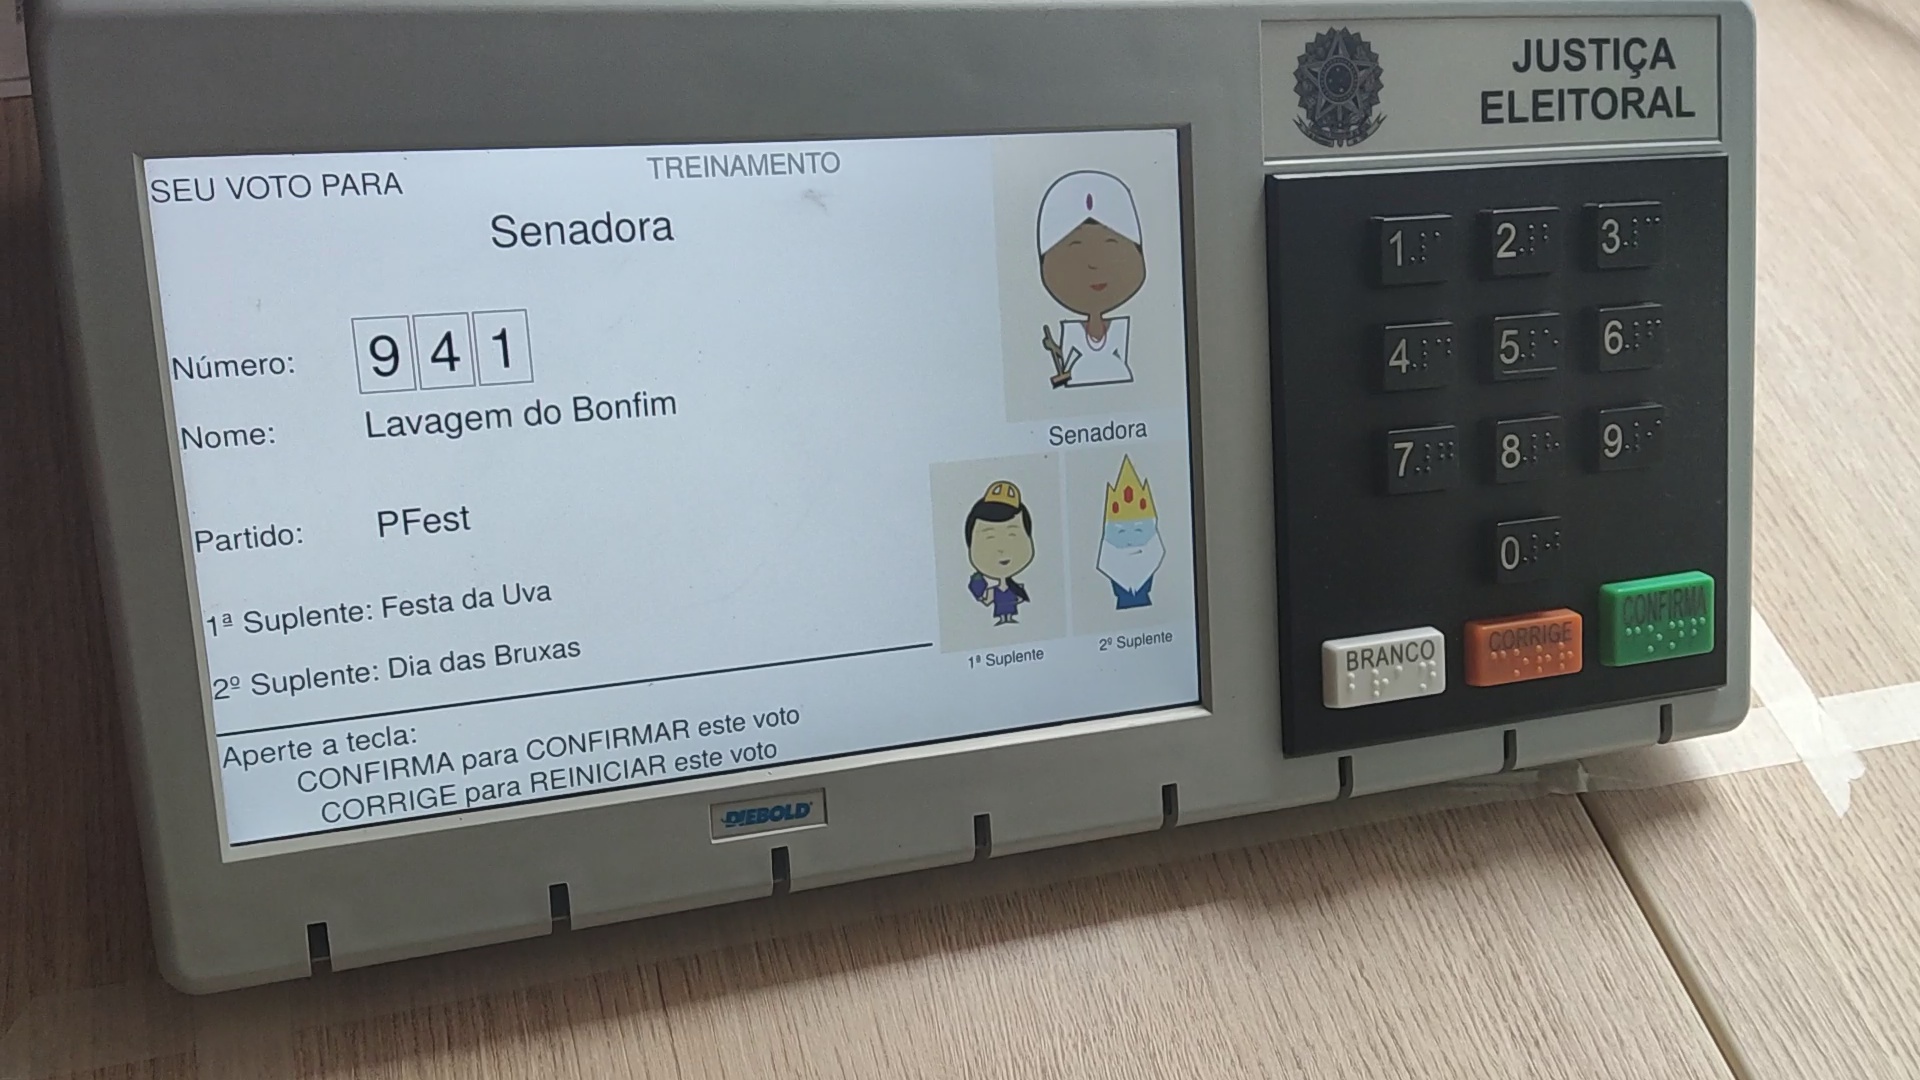 SEU VOTO PARA
TREINAMENTO
Senadora
Número: 9 4 1
Nome: Lavagem do Bonfim
Partido: PFest
1ª Suplente: Festa da Uva
2º Suplente: Dia das Bruxas
Senadora
1ª Suplente
2º Suplente
Aperte a tecla:
CONFIRMA para CONFIRMAR este voto
CORRIGE para REINICIAR este voto
DIEBOLD
JUSTIÇA
ELEITORAL
1 2 3
4 5 6
7 8 9
0
BRANCO CORRIGE CONFIRMA